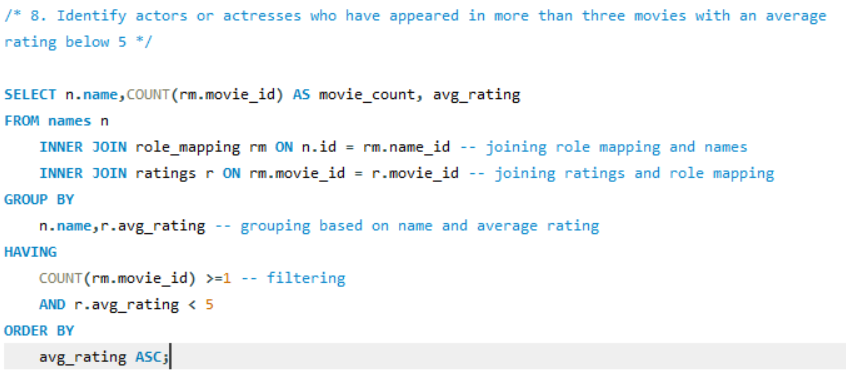 /* 8. Identify actors or actresses who have appeared in more than three movies with an average
rating below 5 */
SELECT n.name,COUNT(rm.movie_id) AS movie_count, avg_rating
FROM names n
INNER JOIN role_mapping rm ON n.id = rm.name_id -- joining role mapping and names
INNER JOIN ratings r ON rm.movie_id = r.movie_id -- joining ratings and role mapping
GROUP BY
n.name,r.avg_rating -- grouping based on name and average rating
HAVING
COUNT(rm.movie_id) >=1 -- filtering
AND r.avg_rating < 5
ORDER BY
avg_rating ASC;